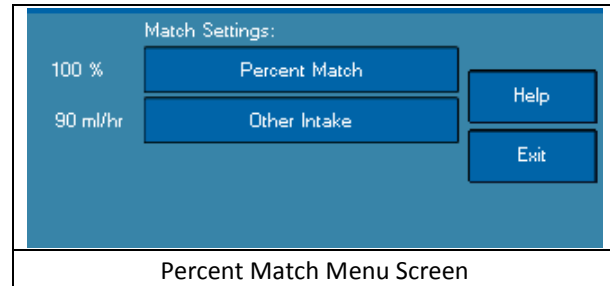 Match Settings:
100 % Percent Match
Help
90 ml/hr Other Intake
Exit
Percent Match Menu Screen